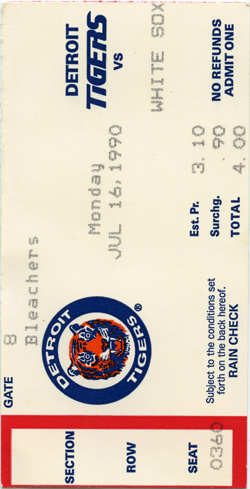 DETROIT
TIGERS
VS
WHITE SOX
Monday
JUL 16,1990
NO REFUNDS
ADMIT ONE
Est. Pr. 3.10
Surchg. .90
TOTAL 4.00
GATE 8
Bleachers
DETROIT TIGERS ®
Subject to the conditions set
forth on the back hereof.
RAIN CHECK
SECTION
ROW
SEAT 0360